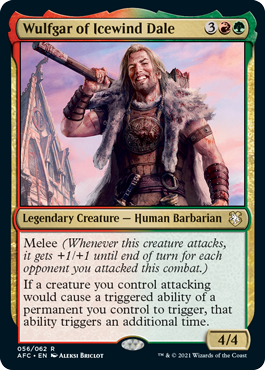 Wulfgar of Icewind Dale 3
Legendary Creature — Human Barbarian
Melee (Whenever this creature attacks,
it gets +1/+1 until end of turn for each
opponent you attacked this combat.)
If a creature you control attacking
would cause a triggered ability of a
permanent you control to trigger, that
ability triggers an additional time.
4/4
056/062 R
AFC • EN ALEKSI BRICLOT
™ & © 2021 Wizards of the Coast